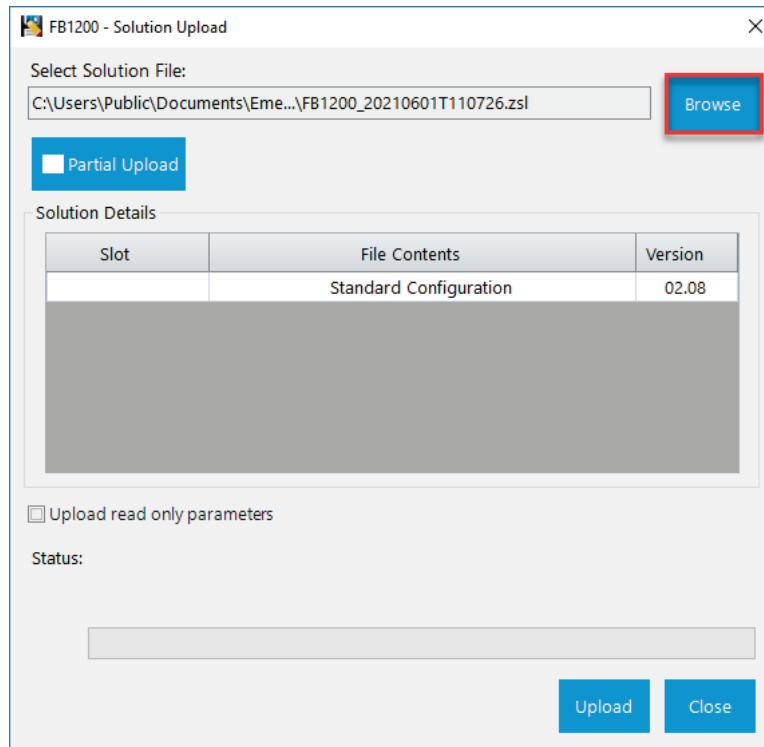 FB1200 - Solution Upload
Select Solution File:
C:\Users\Public\Documents\Eme...\FB1200_20210601T110726.zsl
Browse
Partial Upload
Solution Details
Slot File Contents Version
Standard Configuration 02.08
Upload read only parameters
Status:
Upload Close